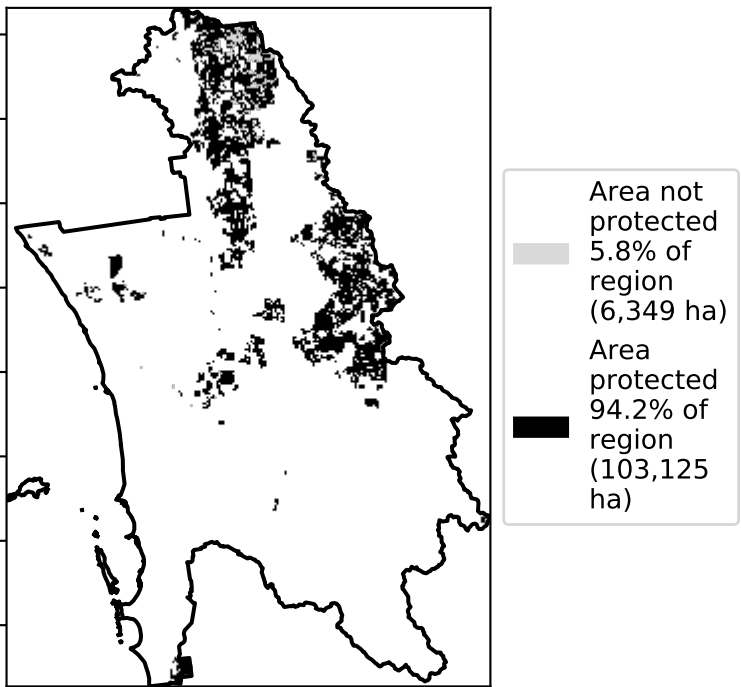 Area not
protected
5.8% of
region
(6,349 ha)
Area
protected
94.2% of
region
(103,125
ha)